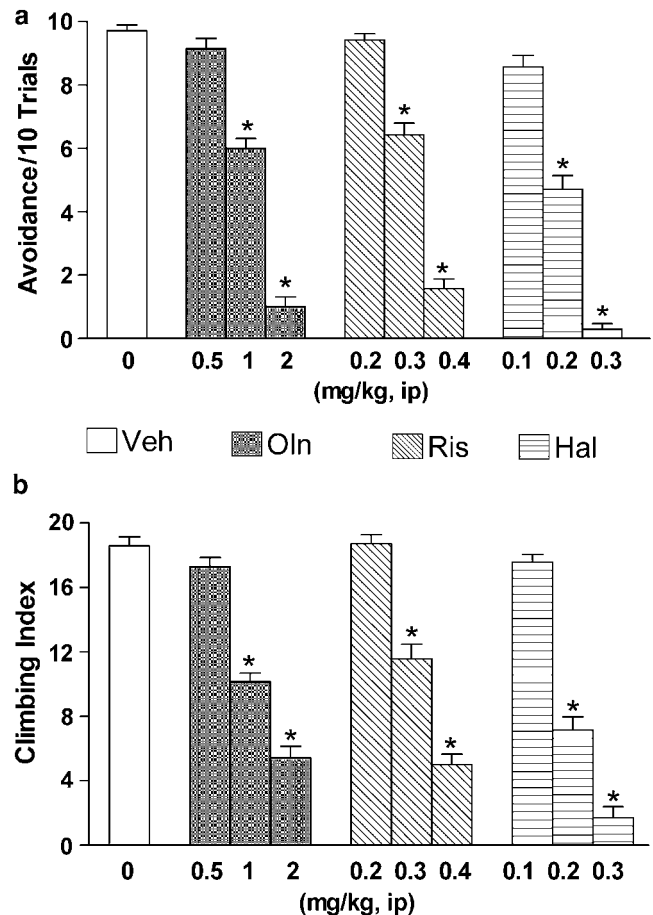 a
Avoidance/10 Trials
10
8
6
4
2
0
* * * * * *
0 0.5 1 2 0.2 0.3 0.4 0.1 0.2 0.3
(mg/kg, ip)
Veh Oln Ris Hal
b
Climbing Index
20
16
12
8
4
0
* * * * * *
0 0.5 1 2 0.2 0.3 0.4 0.1 0.2 0.3
(mg/kg, ip)